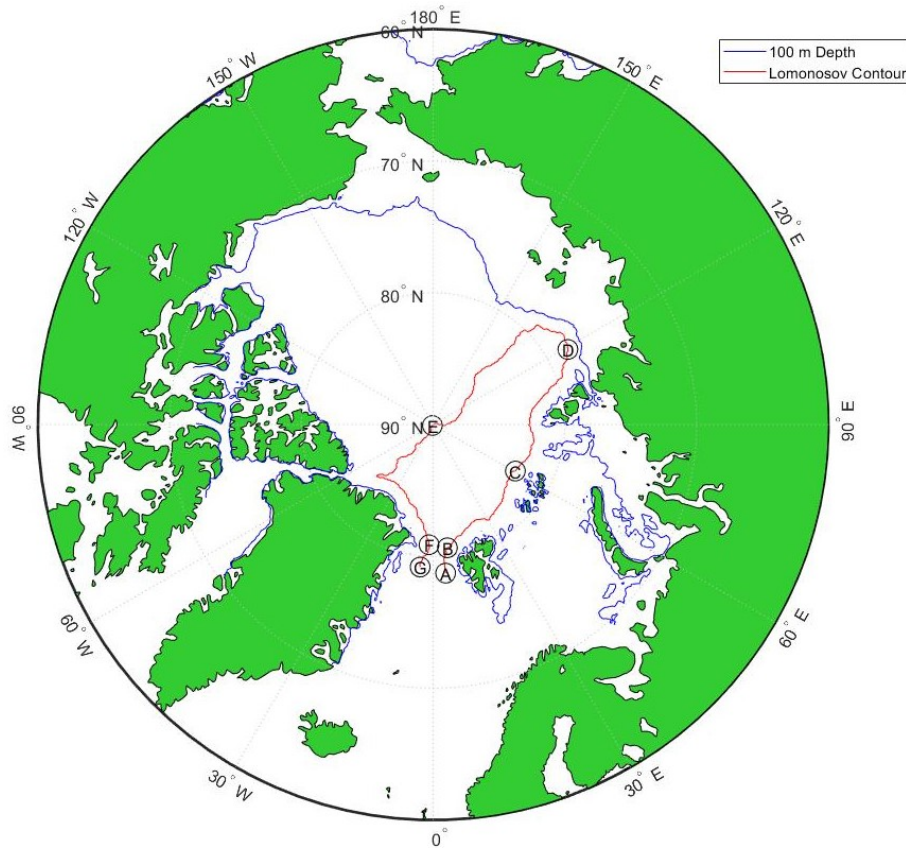 180° E
60° N
150° W
150° E
100 m Depth
Lomonosov Contour
70° N
120° W
120° E
80° N
D
E
90° N
90° W
90° E
C
F
B
G
A
60° W
60° E
30° W
30° E
0°